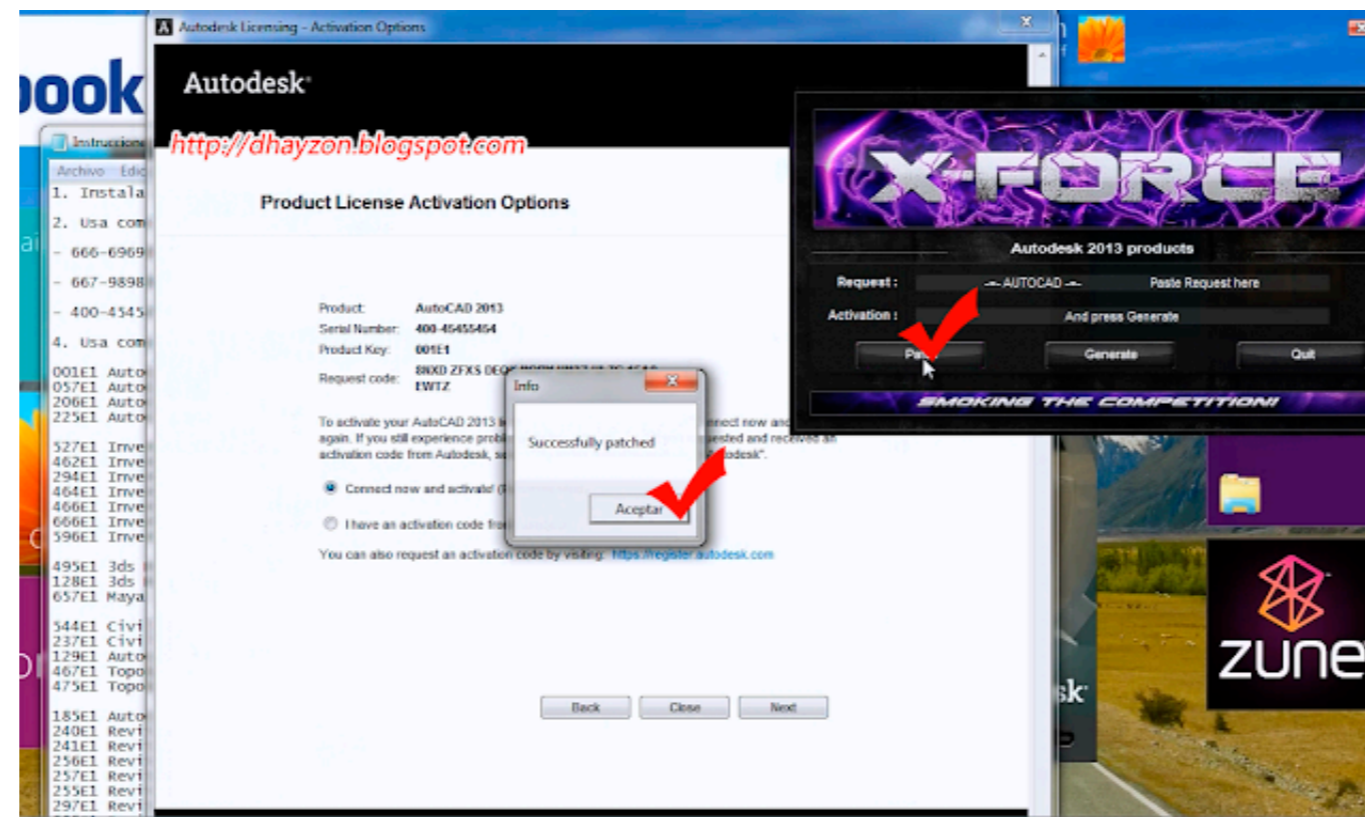 Autodesk Licensing - Activation Options
Autodesk
book
http://dhayzon.blogspot.com
Archivo
1. Instala
2. Usa com
- 666-6969
- 667-9898
- 400-4545
4. Usa com
001E1 Auto
057E1 Auto
206E1 Auto
225E1 Auto
527E1 Inve
462E1 Inve
294E1 Inve
464E1 Inve
466E1 Inve
666E1 Inve
596E1 Inve
495E1 3ds
128E1 3ds
657E1 Maya
544E1 Civi
237E1 Civi
129E1 Auto
467E1 Topo
475E1 Topo
185E1 Auto
240E1 Revi
241E1 Revi
256E1 Revi
257E1 Revi
255E1 Revi
297E1 Revi
Product License Activation Options
Product: AutoCAD 2013
Serial Number: 400-45455454
Product Key: 001E1
Request code: 8NXD ZFXS
EWTZ
To activate your AutoCAD 2013
again. If you still experience
activation code from Autodesk,
Connect now and activate!
I have an activation code
You can also request an activation code by visiting: https://register.autodesk.com
Back Close Next
Info
Successfully patched
Aceptar
X-FORCE
Autodesk 2013 products
Request : AUTOCAD Paste Request here
Activation : And press Generate
Generate Quit
SMOKING THE COMPETITION!
zune